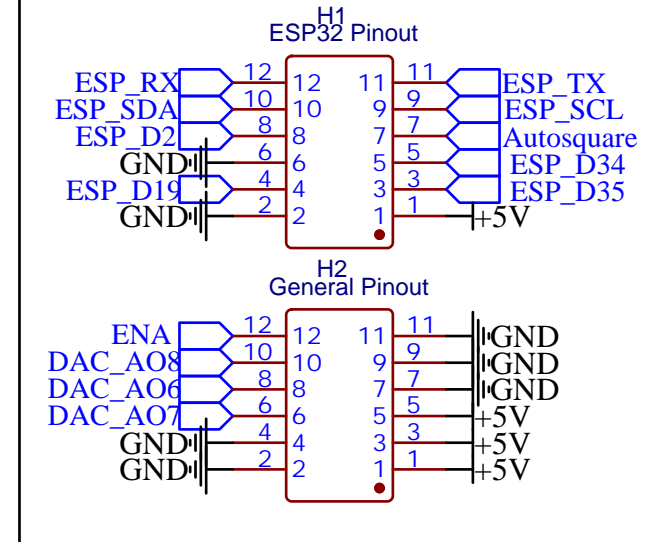 H1
ESP32 Pinout
ESP_RX 12 12 11 11 ESP_TX
ESP_SDA 10 10 9 9 ESP_SCL
ESP_D2 8 8 7 7 Autosquare
GND 6 6 5 5 ESP_D34
ESP_D19 4 4 3 3 ESP_D35
GND 2 2 1 1 +5V
H2
General Pinout
ENA 12 12 11 11 GND
DAC_AO8 10 10 9 9 GND
DAC_AO6 8 8 7 7 GND
DAC_AO7 6 6 5 5 +5V
GND 4 4 3 3 +5V
GND 2 2 1 1 +5V